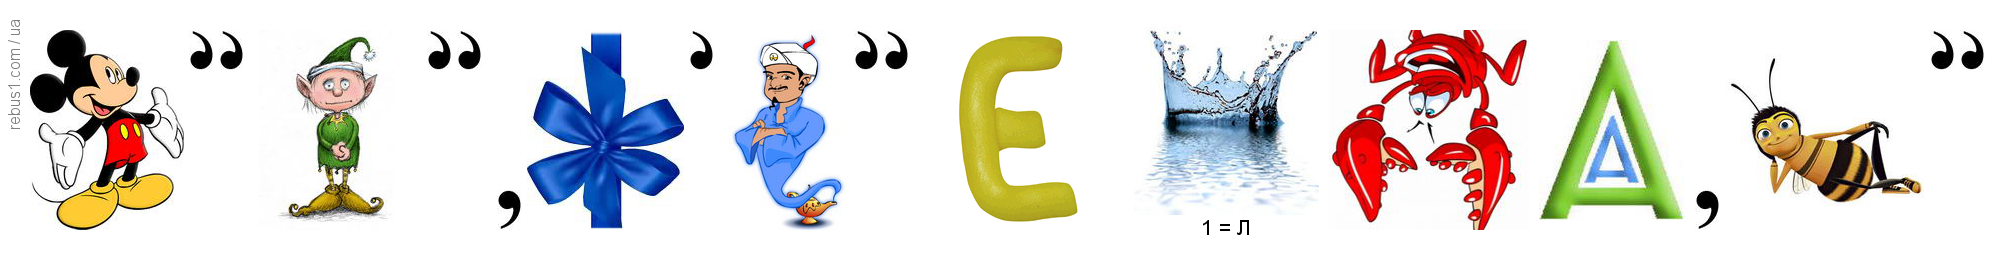 rebus1.com / ua
,, ,, , , ,, Е А А , ,,
1 = Л